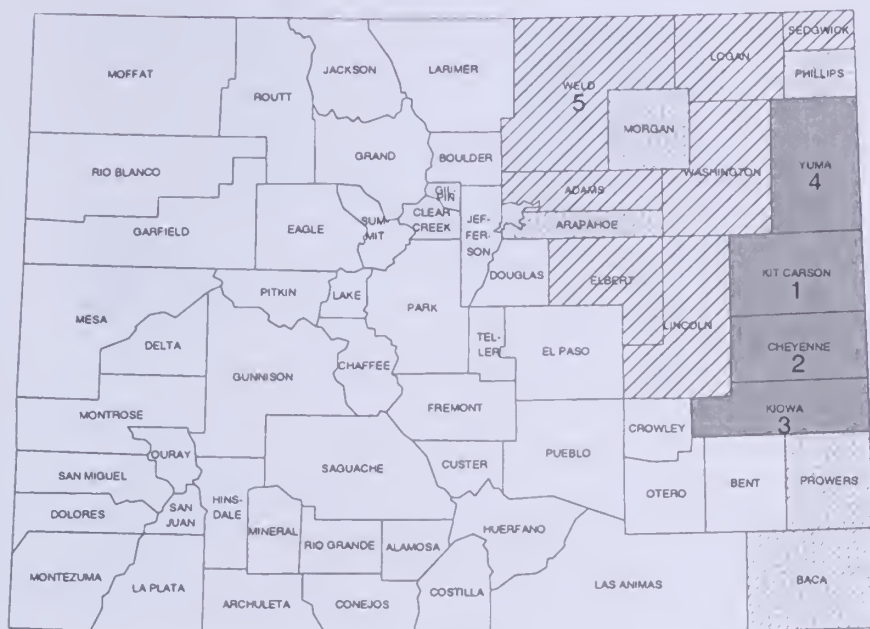 SEDGWICK
LOGAN
PHILLIPS
MOFFAT
ROUTT
JACKSON
LARIMER
WELD
5
MORGAN
YUMA
4
WASHINGTON
RIO BLANCO
GRAND
BOULDER
GIL-
PIN
CLEAR
CREEK
JEF-
FER-
SON
ADAMS
ARAPAHOE
GARFIELD
EAGLE
SUM-
MIT
DOUGLAS
ELBERT
KIT CARSON
1
PITKIN
LAKE
PARK
LINCOLN
MESA
DELTA
GUNNISON
CHAFFEE
TEL-
LER
EL PASO
CHEYENNE
2
MONTROSE
FREMONT
CROWLEY
KIOWA
3
OURAY
SAGUACHE
CUSTER
PUEBLO
SAN MIGUEL
OTERO
BENT
PROWERS
DOLORES
SAN
JUAN
HINS-
DALE
MINERAL
RIO GRANDE
ALAMOSA
HUERFANO
MONTEZUMA
LA PLATA
ARCHULETA
CONEJOS
COSTILLA
LAS ANIMAS
BACA